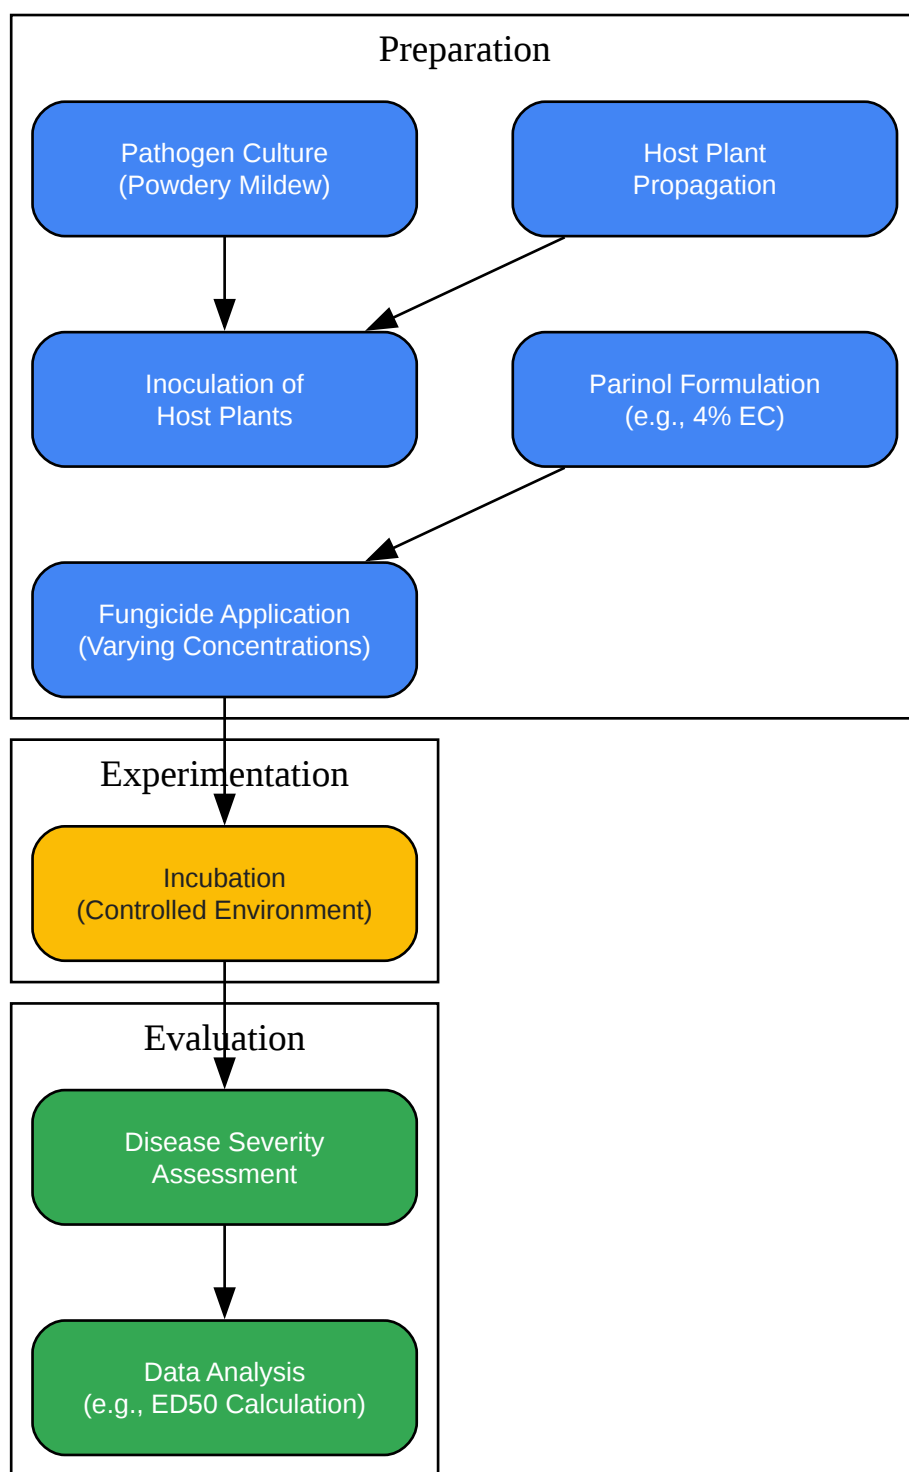 Preparation
Pathogen Culture
(Powdery Mildew)
Host Plant
Propagation
Inoculation of
Host Plants
Parinol Formulation
(e.g., 4% EC)
Fungicide Application
(Varying Concentrations)
Experimentation
Incubation
(Controlled Environment)
Evaluation
Disease Severity
Assessment
Data Analysis
(e.g., ED50 Calculation)